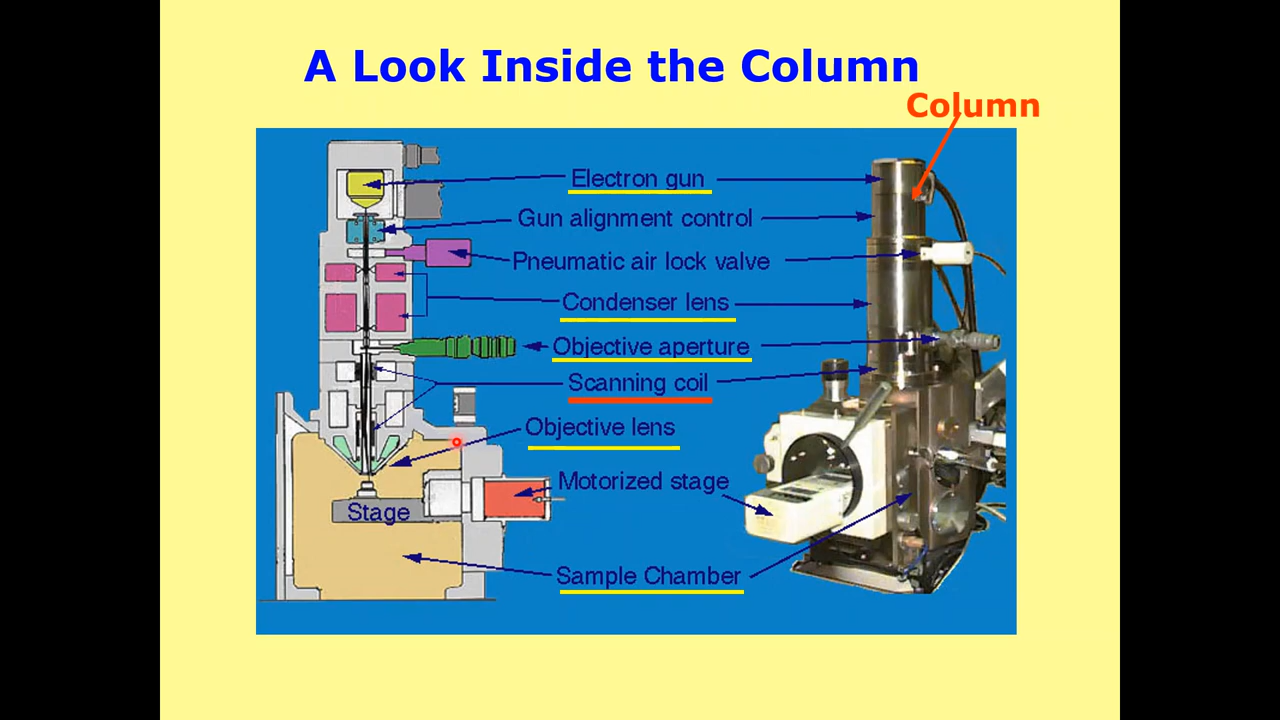 A Look Inside the Column
Column
Electron gun
Gun alignment control
Pneumatic air lock valve
Condenser lens
Objective aperture
Scanning coil
Objective lens
Motorized stage
Stage
Sample Chamber